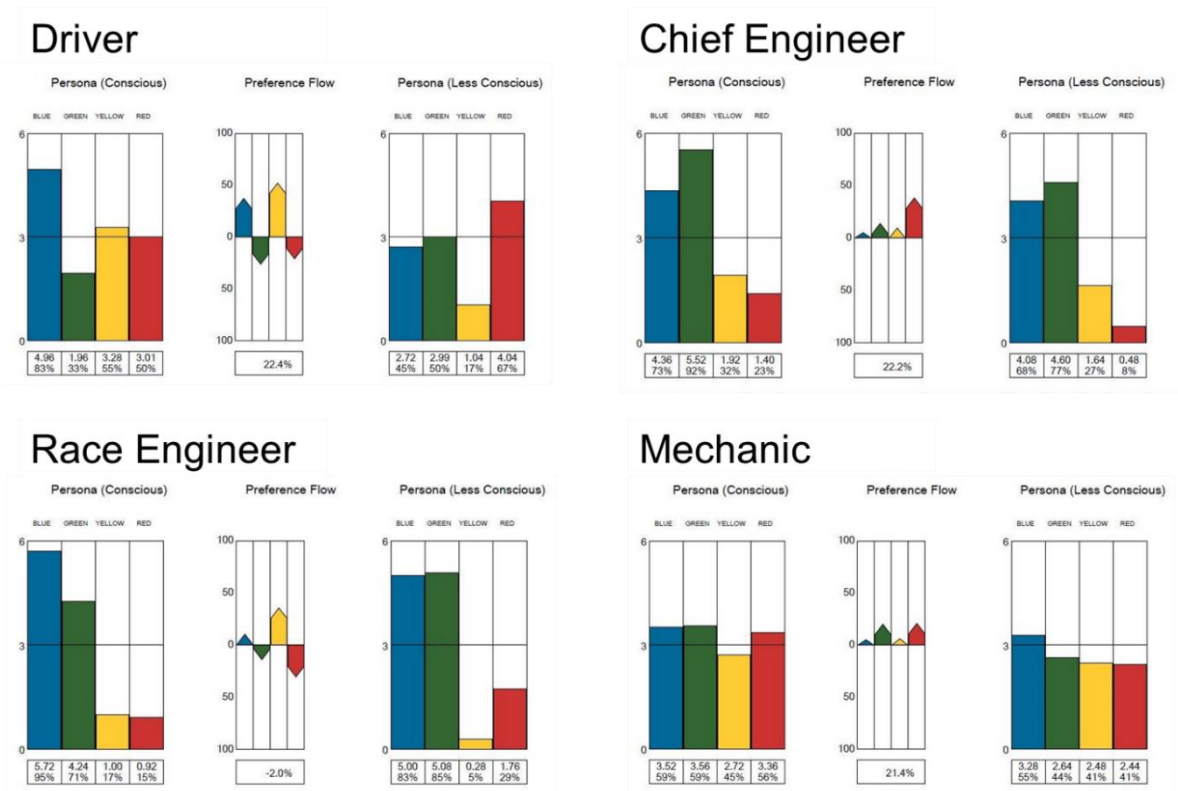 Driver
Persona (Conscious) Preference Flow Persona (Less Conscious)
BLUE GREEN YELLOW RED
BLUE GREEN YELLOW RED
6 100 6
50
3 0 3
50
0 100 0
4.96 1.96 3.28 3.01
83% 33% 55% 50%
22.4%
2.72 2.99 1.04 4.04
45% 50% 17% 67%
Chief Engineer
Persona (Conscious) Preference Flow Persona (Less Conscious)
BLUE GREEN YELLOW RED
BLUE GREEN YELLOW RED
6 100 6
50
3 0 3
50
0 100 0
4.36 5.52 1.92 1.40
73% 92% 32% 23%
22.2%
4.08 4.60 1.64 0.48
68% 77% 27% 8%
Race Engineer
Persona (Conscious) Preference Flow Persona (Less Conscious)
BLUE GREEN YELLOW RED
BLUE GREEN YELLOW RED
6 100 6
50
3 0 3
50
0 100 0
5.72 4.24 1.00 0.92
95% 71% 17% 15%
-2.0%
5.00 5.08 0.28 1.76
83% 85% 5% 29%
Mechanic
Persona (Conscious) Preference Flow Persona (Less Conscious)
BLUE GREEN YELLOW RED
BLUE GREEN YELLOW RED
6 100 6
50
3 0 3
50
0 100 0
3.52 3.56 2.72 3.36
59% 59% 45% 56%
21.4%
3.28 2.64 2.48 2.44
55% 44% 41% 41%